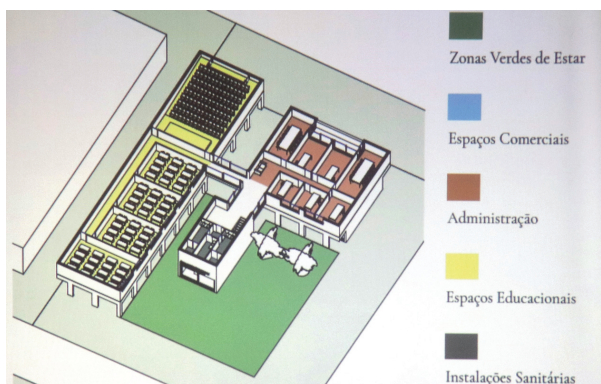 Zonas Verdes de Estar
Espaços Comerciais
Administração
Espaços Educacionais
Instalações Sanitárias